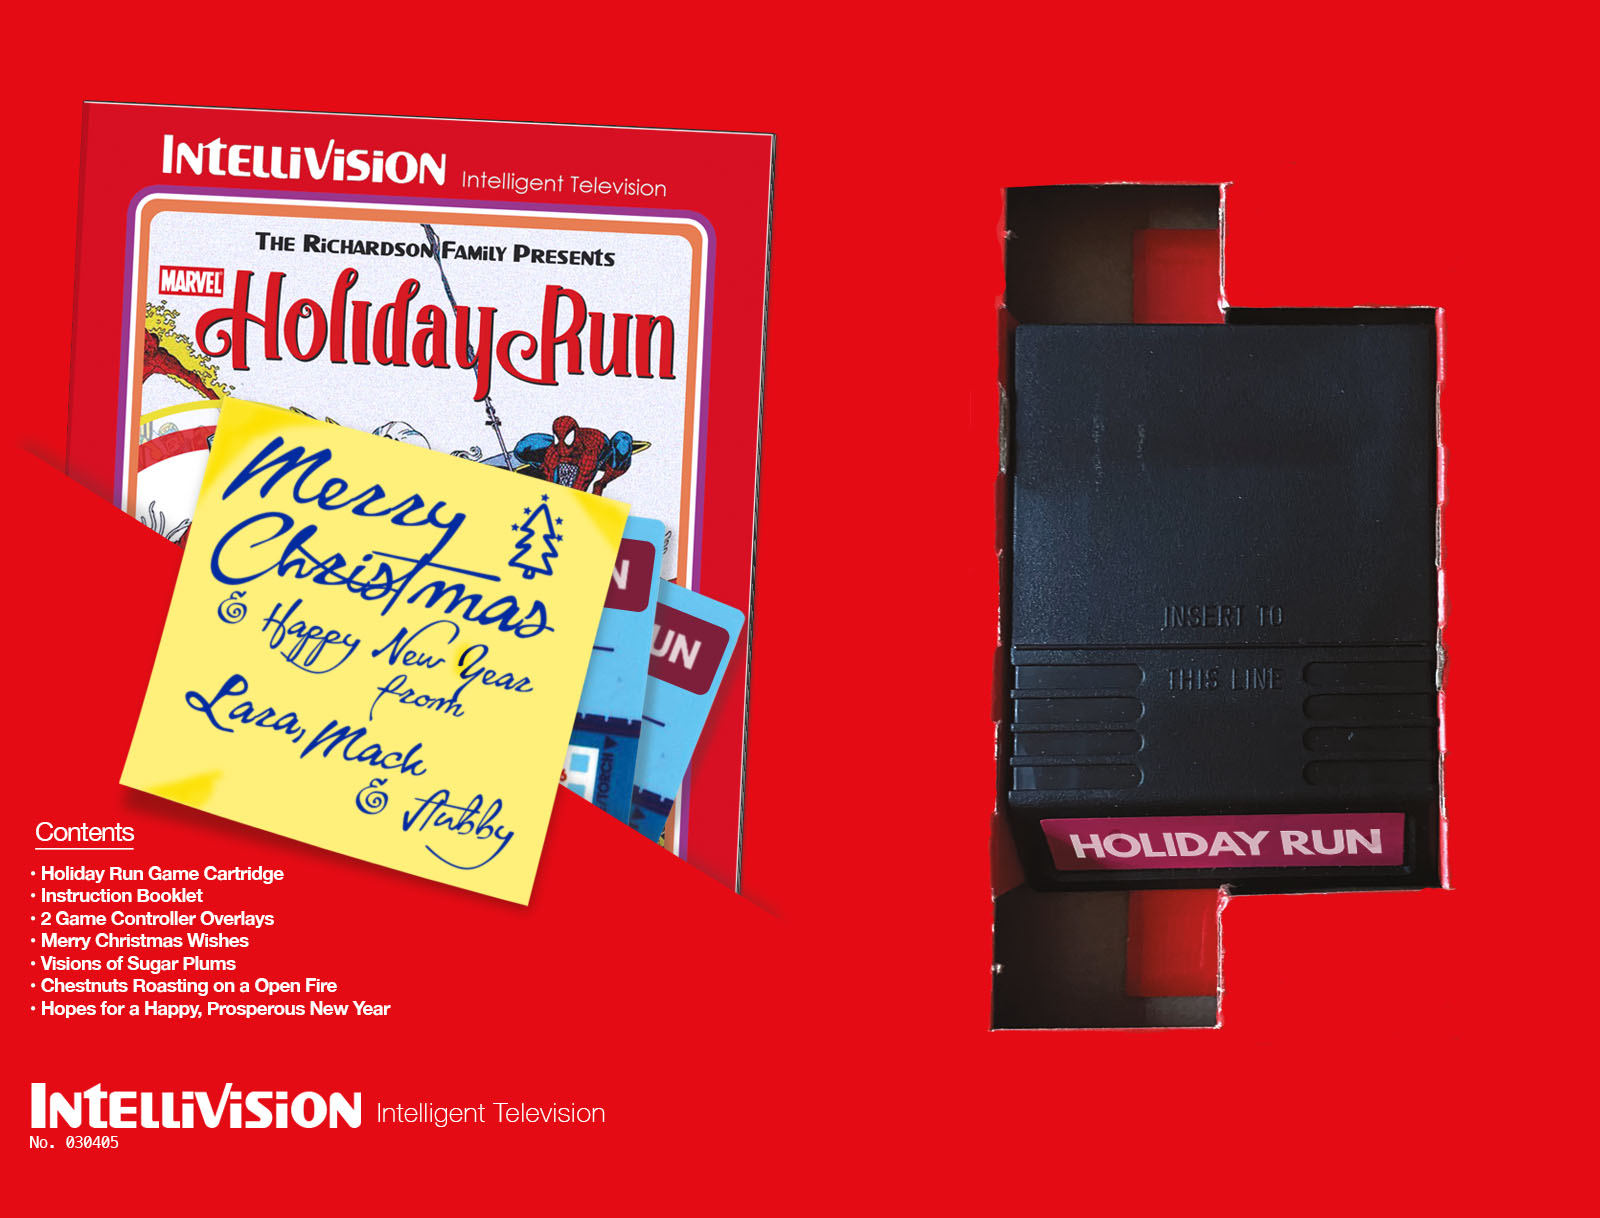 INTELLIVISION Intelligent Television
THE RICHARDSON FAMILY PRESENTS
MARVEL
Holiday Run
Merry
Christmas
& Happy New Year
from
Lara, Mack
& Stubby
N
UN
TORCH
INSERT TO
THIS LINE
HOLIDAY RUN
Contents
• Holiday Run Game Cartridge
• Instruction Booklet
• 2 Game Controller Overlays
• Merry Christmas Wishes
• Visions of Sugar Plums
• Chestnuts Roasting on a Open Fire
• Hopes for a Happy, Prosperous New Year
INTELLIVISION Intelligent Television
No. 030405